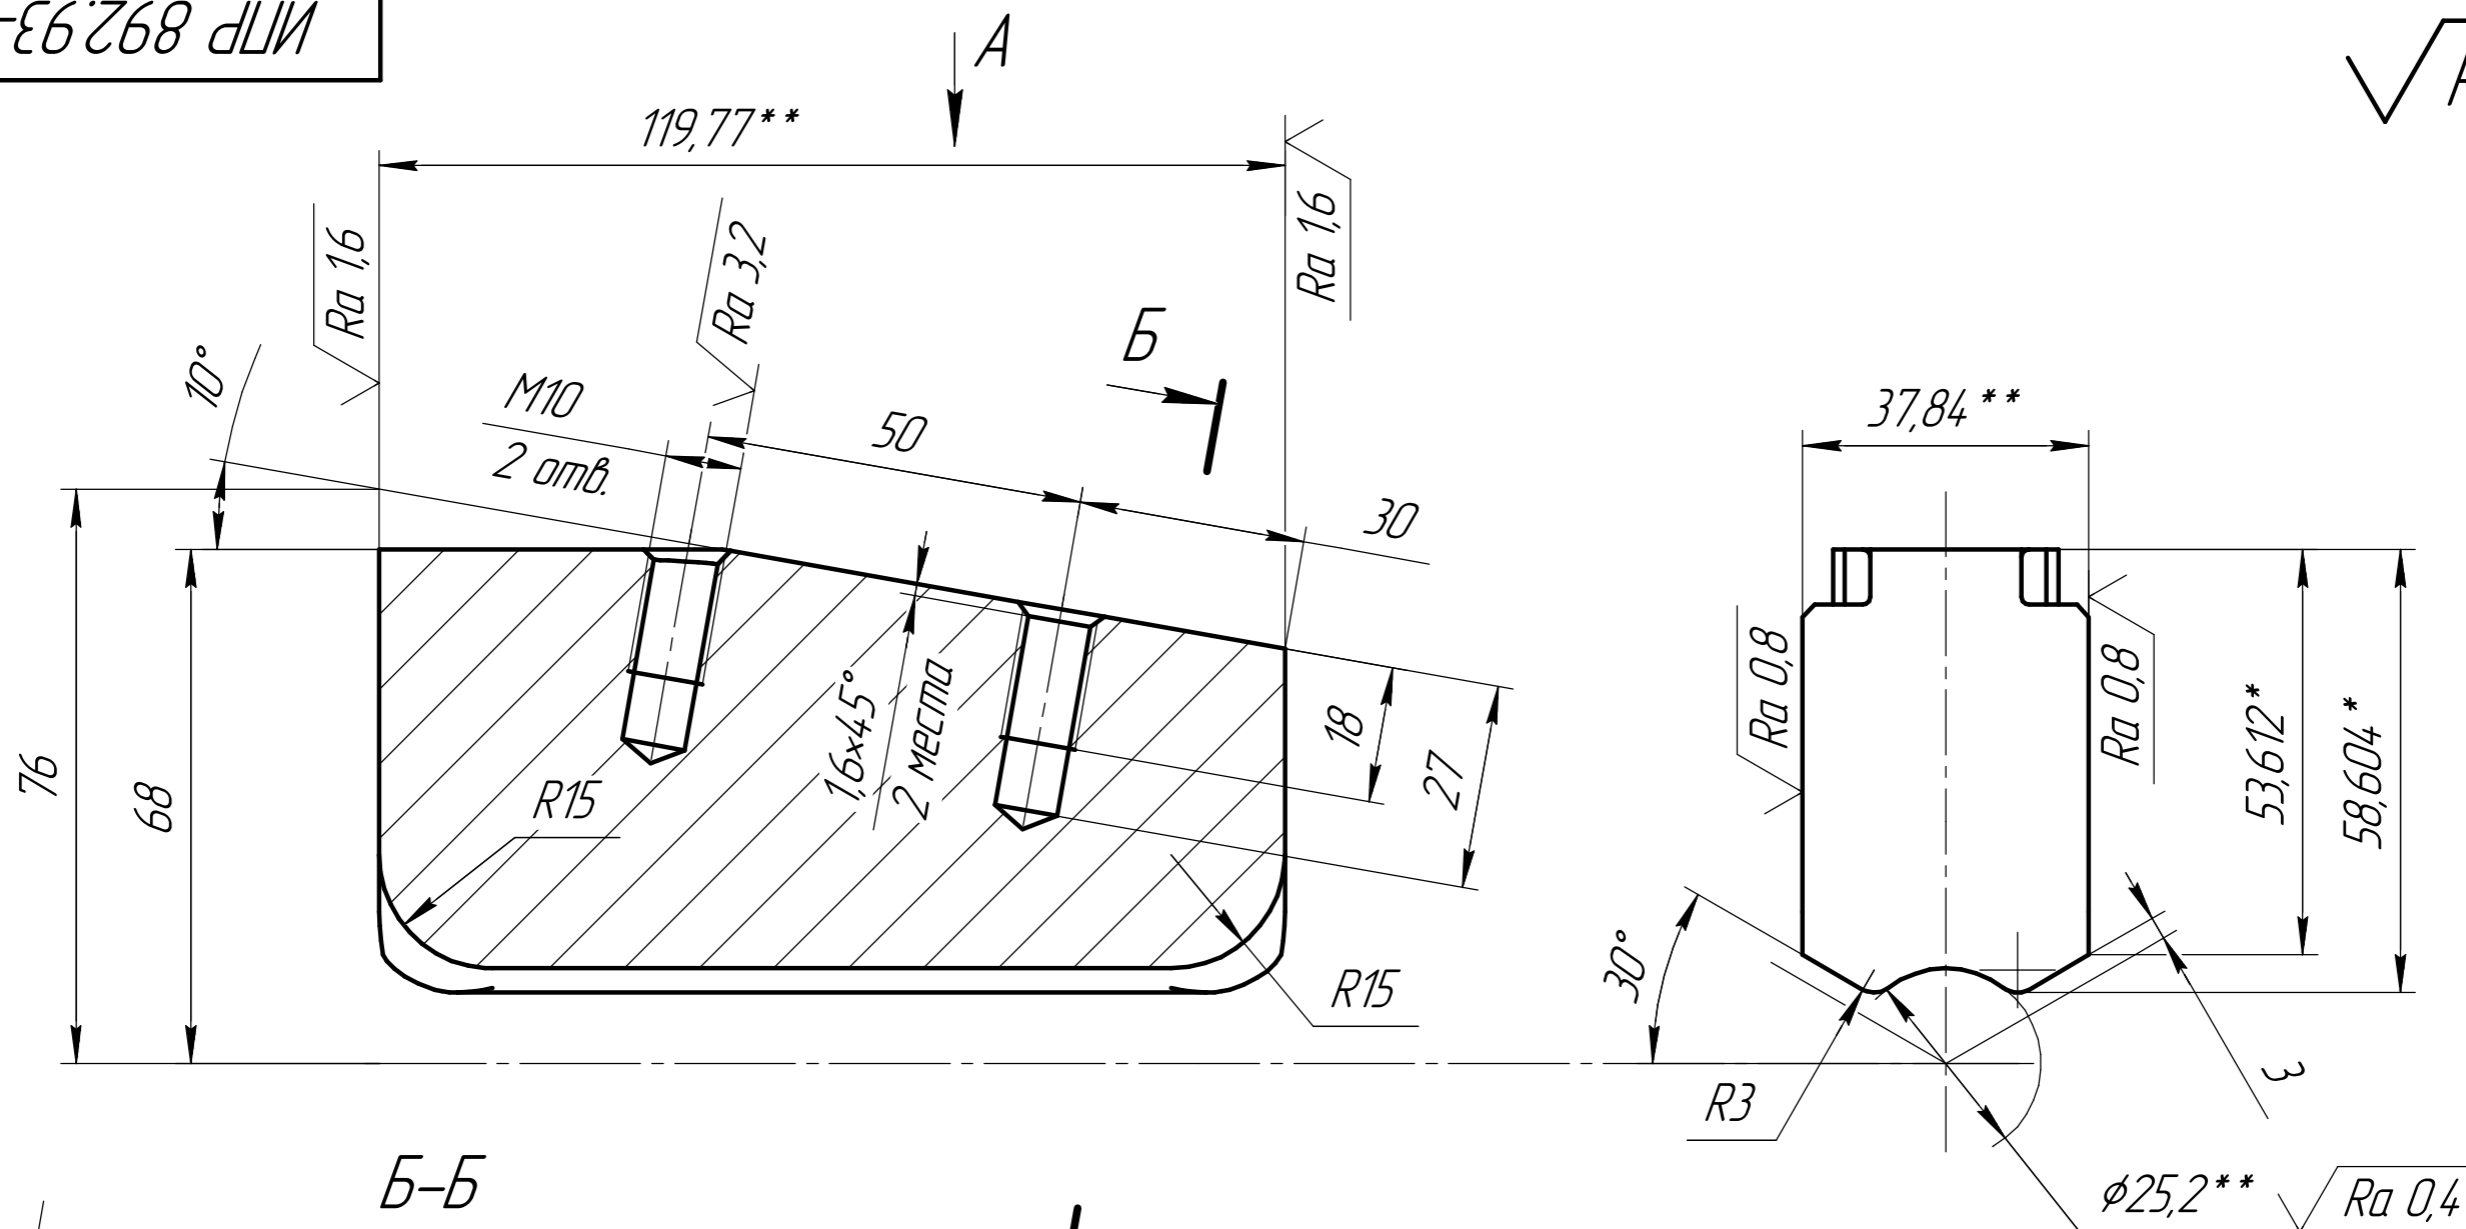 ИПР 892.93-
А
119,77**
Ra 1,6
Ra 3,2
Ra 1,6
Б
10°
М10
2 отв.
50
30
37,84**
76
68
R15
1,6x45°
2 места
18
27
R15
Ra 0,8
Ra 0,8
53,612*
58,604*
30°
R3
3
Б-Б
φ25,2**
Ra 0,4